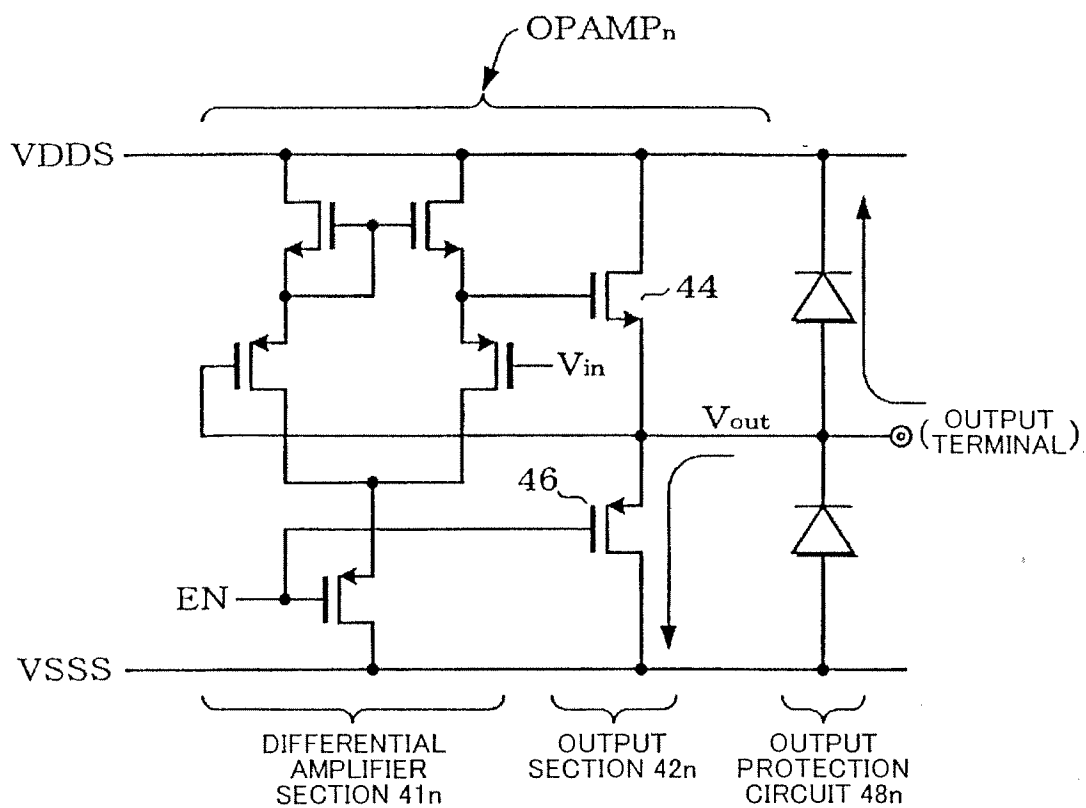 OPAMPn
VDDS
44
Vin
Vout
(OUTPUT
TERMINAL)
46
EN
VSSS
DIFFERENTIAL
AMPLIFIER
SECTION 41n
OUTPUT
SECTION 42n
OUTPUT
PROTECTION
CIRCUIT 48n